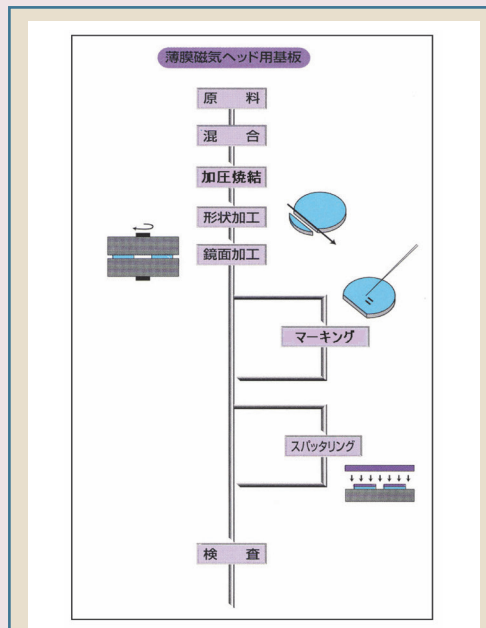 薄膜磁気ヘッド用基板
原　料
混　合
加圧焼結
形状加工
鏡面加工
マーキング
スパッタリング
検　査